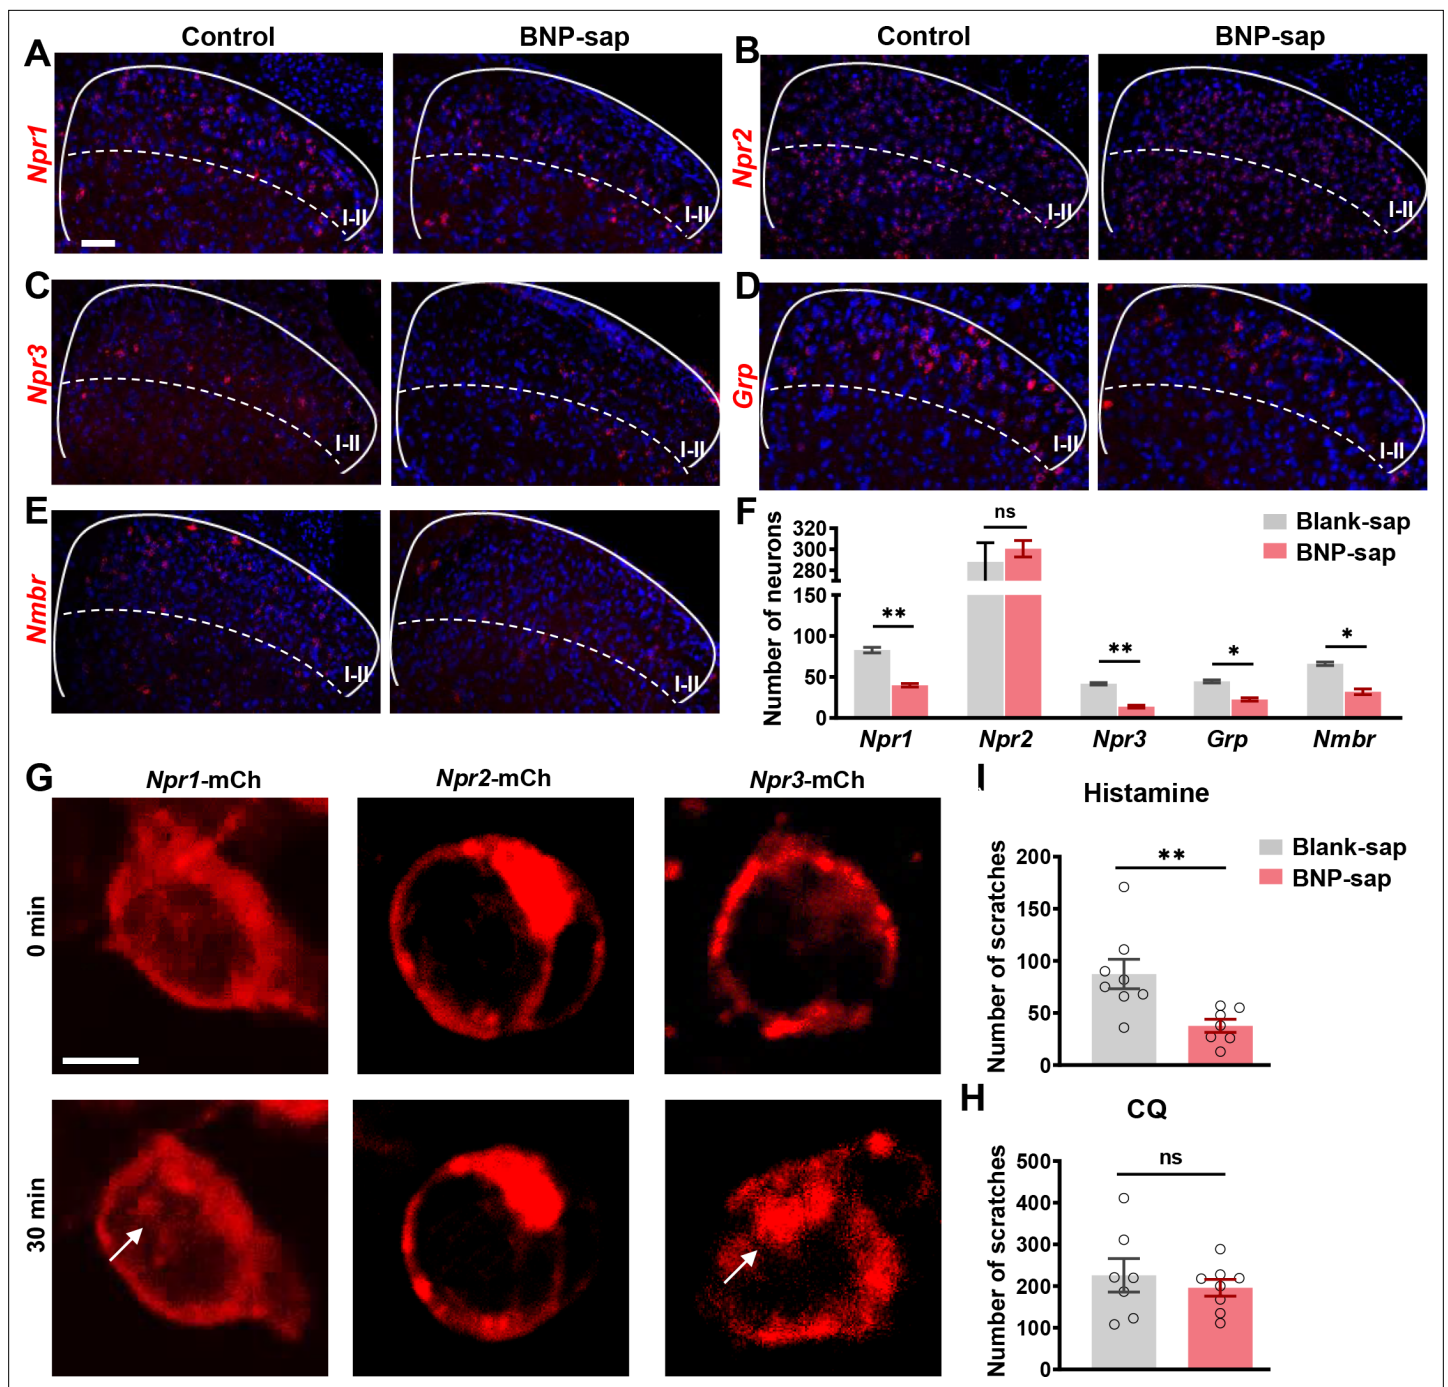 A Control BNP-sap
Npr1
I-II I-II
B Control BNP-sap
Npr2
I-II I-II
C
Npr3
I-II I-II
D
Grp
I-II I-II
E
Nmbr
I-II I-II
F
Number of neurons
320
300
280
150
100
50
0
** ns ** * *
Npr1 Npr2 Npr3 Grp Nmbr
Blank-sap
BNP-sap
G Npr1-mCh Npr2-mCh Npr3-mCh
0 min
30 min
I Histamine
Number of scratches
200
150
100
50
0
**
Blank-sap
BNP-sap
H CQ
Number of scratches
500
400
300
200
100
0
ns